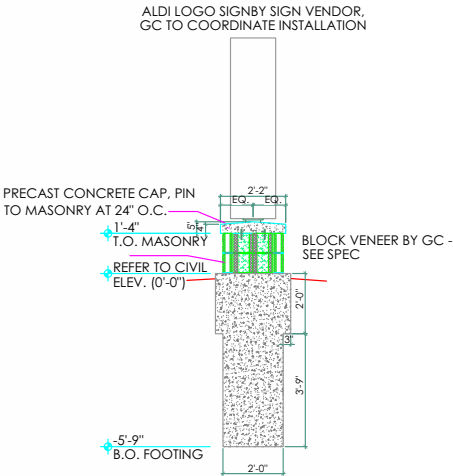 ALDI LOGO SIGNBY SIGN VENDOR,
GC TO COORDINATE INSTALLATION
2'-2"
EQ. EQ.
PRECAST CONCRETE CAP, PIN
TO MASONRY AT 24" O.C.
5"
4"
1'-4"
T.O. MASONRY
BLOCK VENEER BY GC -
SEE SPEC
REFER TO CIVIL
ELEV. (0'-0")
2'-0"
3"
3'-9"
-5'-9"
B.O. FOOTING
2'-0"